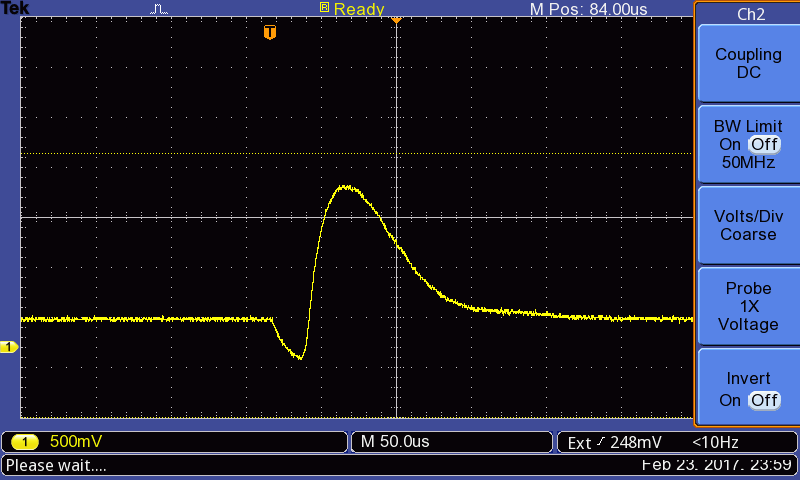 Tek
R Ready
M Pos: 84.00us
T
1
Ch2
Coupling
DC
BW Limit
On Off
50MHz
Volts/Div
Coarse
Probe
1X
Voltage
Invert
On Off
1 500mV
M 50.0us
Ext 248mV <10Hz
Please wait....
Feb 23, 2017, 23:59